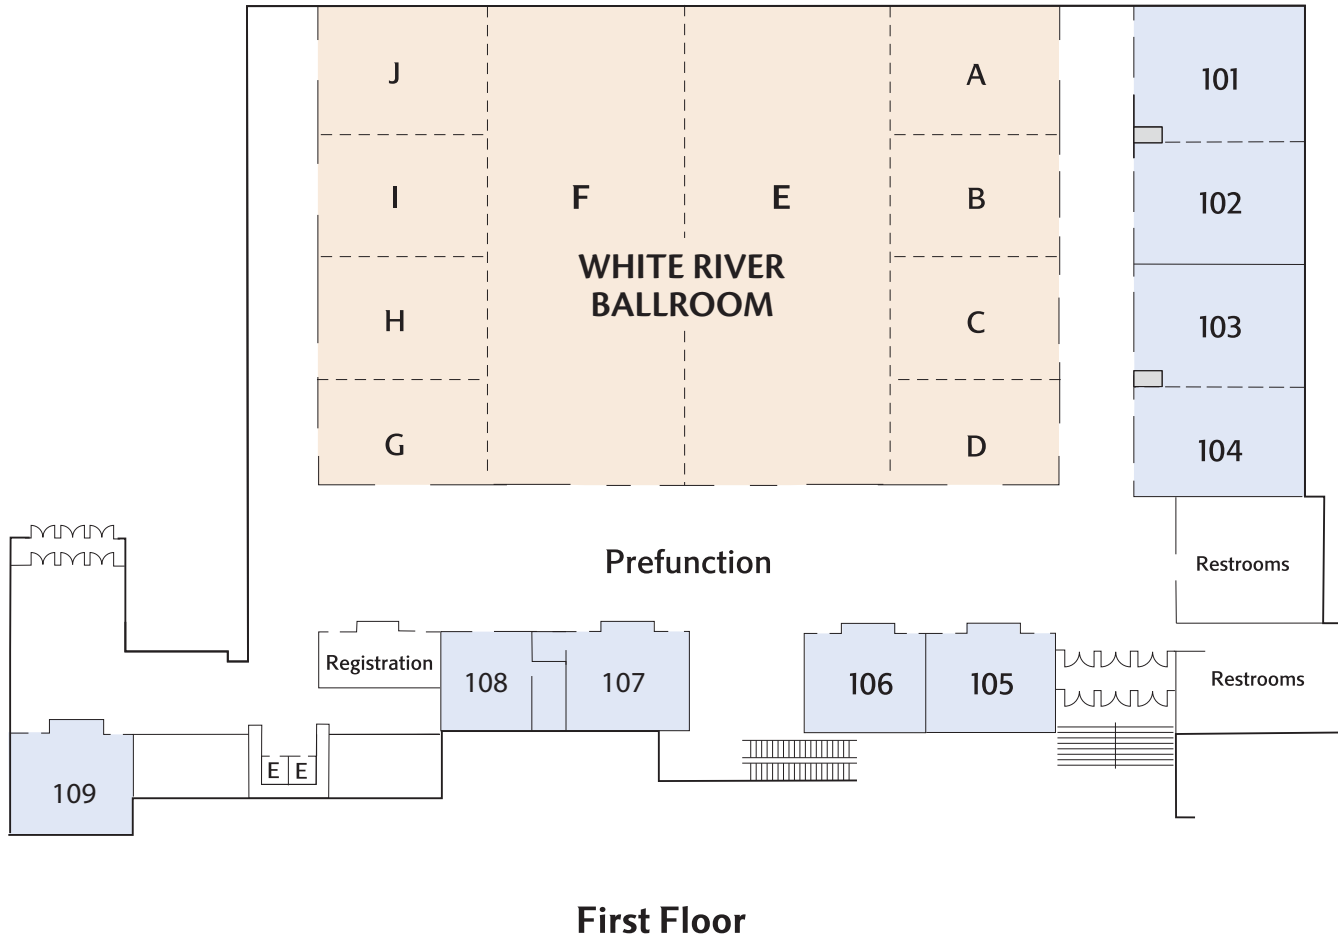 J
A
101
I
F
E
B
102
WHITE RIVER
BALLROOM
H
C
103
G
D
104
Prefunction
Restrooms
Registration
108
107
106
105
Restrooms
E E
109
First Floor